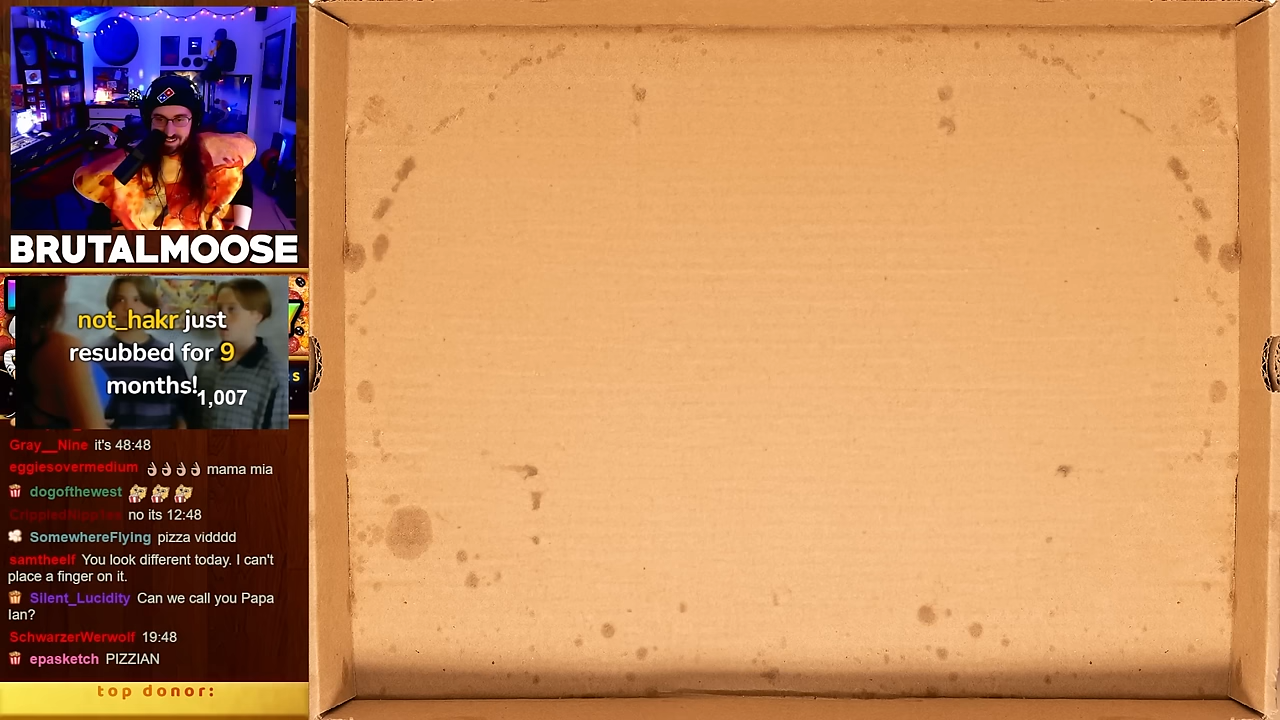 BRUTALMOOSE
not_hakr just
resubbed for 9
months!
1,007
s
Gray__Nine it's 48:48
eggiesovermedium 👌👌👌👌 mama mia
dogofthewest
no its 12:48
SomewhereFlying pizza vidddd
samtheelf You look different today. I can't
place a finger on it.
Silent_Lucidity Can we call you Papa
Ian?
SchwarzerWerwolf 19:48
epasketch PIZZIAN
top donor: